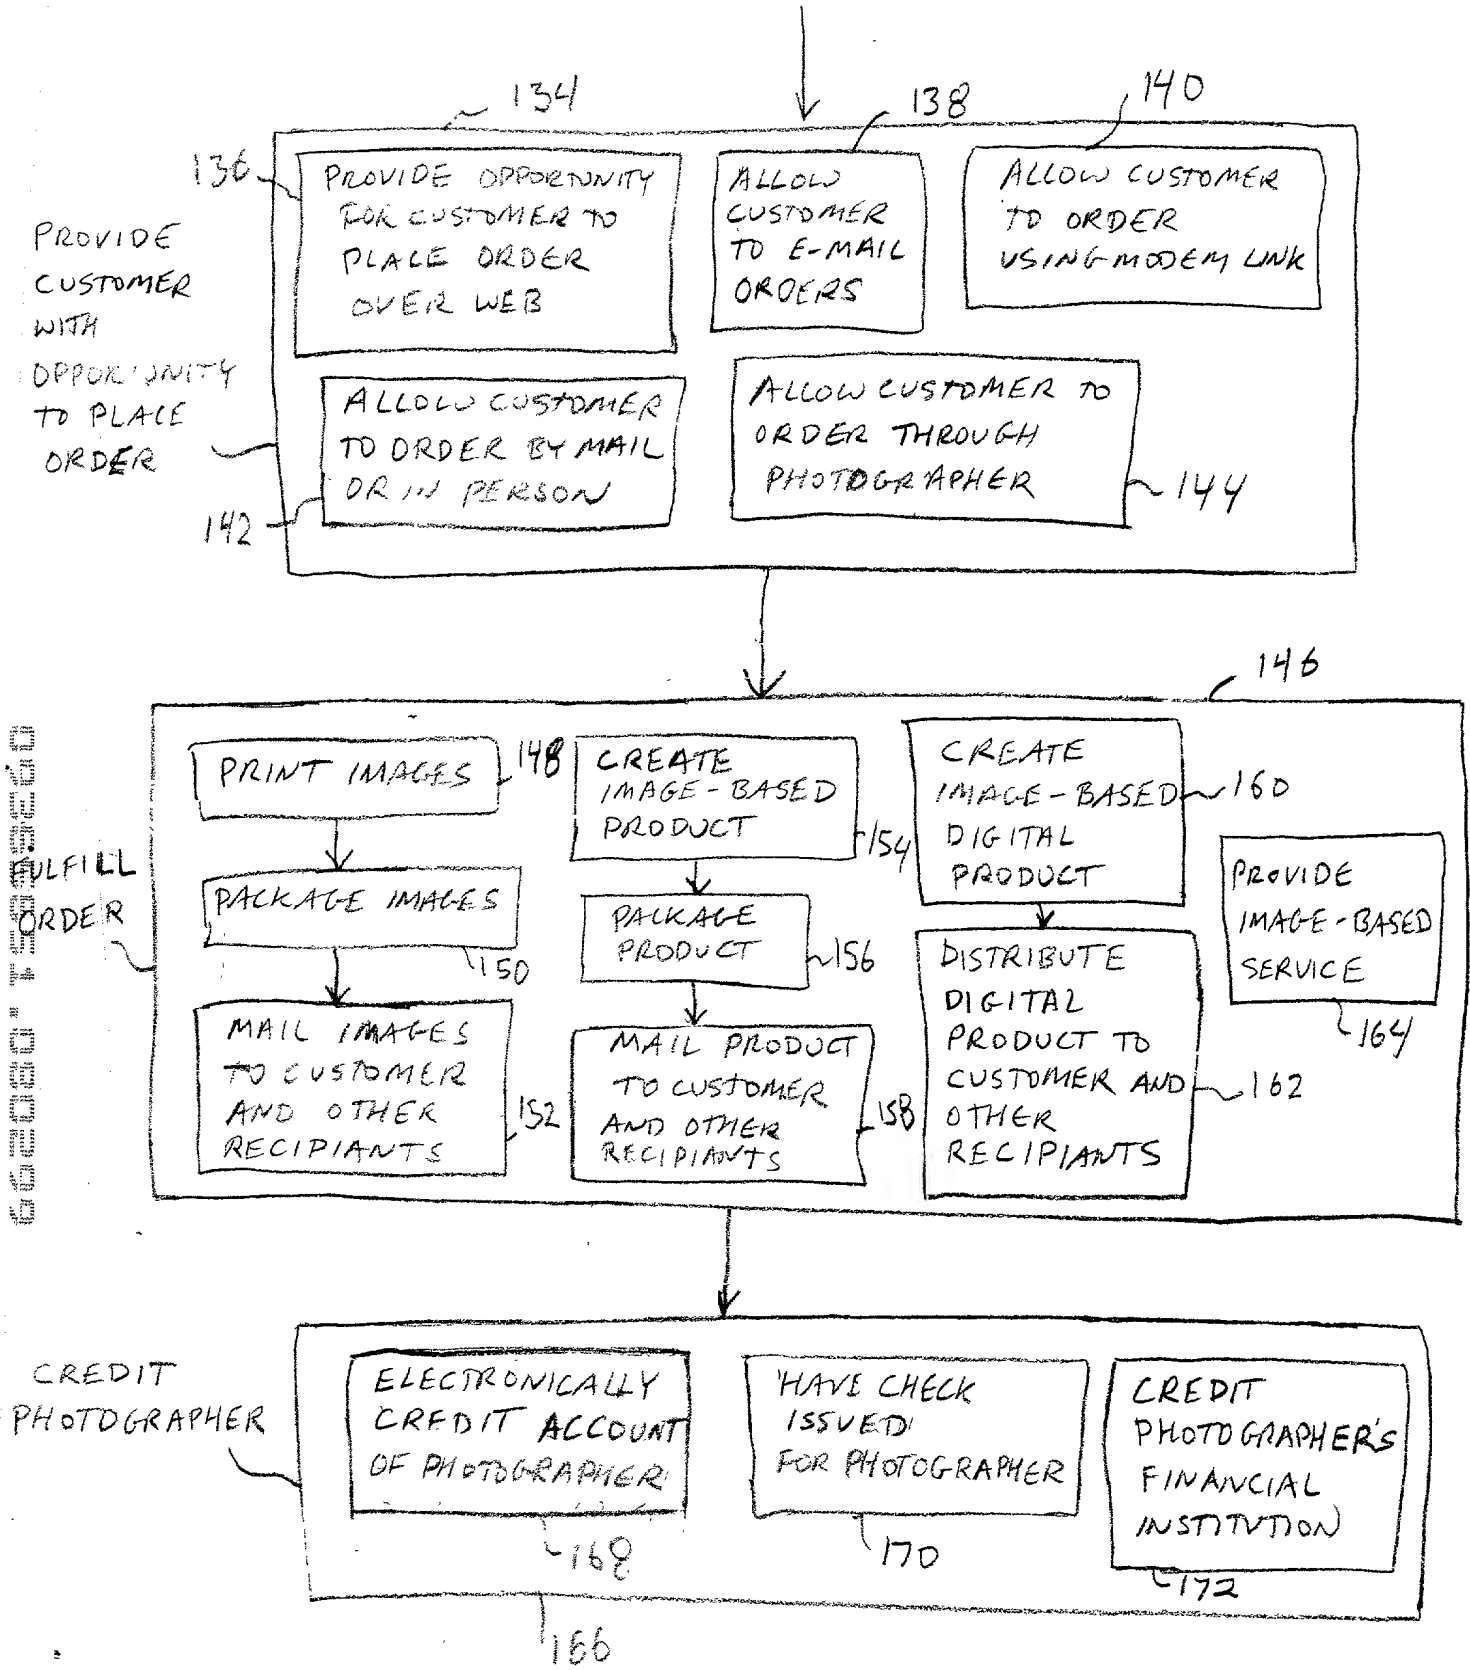 134
138
140
136
PROVIDE OPPORTUNITY
FOR CUSTOMER TO
PLACE ORDER
OVER WEB
ALLOW
CUSTOMER
TO E-MAIL
ORDERS
ALLOW CUSTOMER
TO ORDER
USING MODEM LINK
PROVIDE
CUSTOMER
WITH
OPPORTUNITY
TO PLACE
ORDER
ALLOW CUSTOMER
TO ORDER BY MAIL
OR IN PERSON
142
ALLOW CUSTOMER TO
ORDER THROUGH
PHOTOGRAPHER
144
146
FULFILL
ORDER
PRINT IMAGES
148
PACKAGE IMAGES
150
MAIL IMAGES
TO CUSTOMER
AND OTHER
RECIPIANTS
152
CREATE
IMAGE-BASED
PRODUCT
154
PACKAGE
PRODUCT
156
MAIL PRODUCT
TO CUSTOMER
AND OTHER
RECIPIANTS
158
CREATE
IMAGE-BASED
DIGITAL
PRODUCT
160
DISTRIBUTE
DIGITAL
PRODUCT TO
CUSTOMER AND
OTHER
RECIPIANTS
162
PROVIDE
IMAGE-BASED
SERVICE
164
CREDIT
PHOTOGRAPHER
ELECTRONICALLY
CREDIT ACCOUNT
OF PHOTOGRAPHER
168
HAVE CHECK
ISSUED
FOR PHOTOGRAPHER
170
CREDIT
PHOTOGRAPHER'S
FINANCIAL
INSTITUTION
172
166